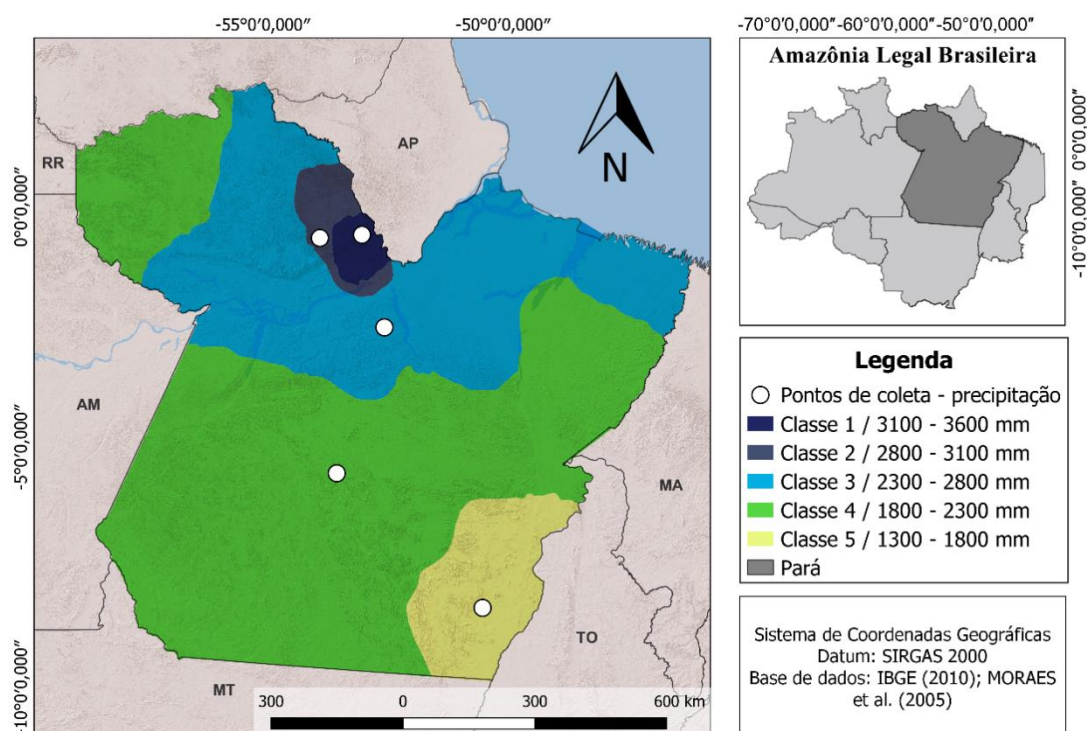 -55°0′0,000″
-50°0′0,000″
-70°0′0,000″
-60°0′0,000″
-50°0′0,000″
Amazônia Legal Brasileira
0°0′0,000″
-10°0′0,000″
0°0′0,000″
-5°0′0,000″
-10°0′0,000″
RR
AP
AM
MA
TO
MT
N
300
0
300
600 km
Legenda
Pontos de coleta - precipitação
Classe 1 / 3100 - 3600 mm
Classe 2 / 2800 - 3100 mm
Classe 3 / 2300 - 2800 mm
Classe 4 / 1800 - 2300 mm
Classe 5 / 1300 - 1800 mm
Pará
Sistema de Coordenadas Geográficas
Datum: SIRGAS 2000
Base de dados: IBGE (2010); MORAES
et al. (2005)